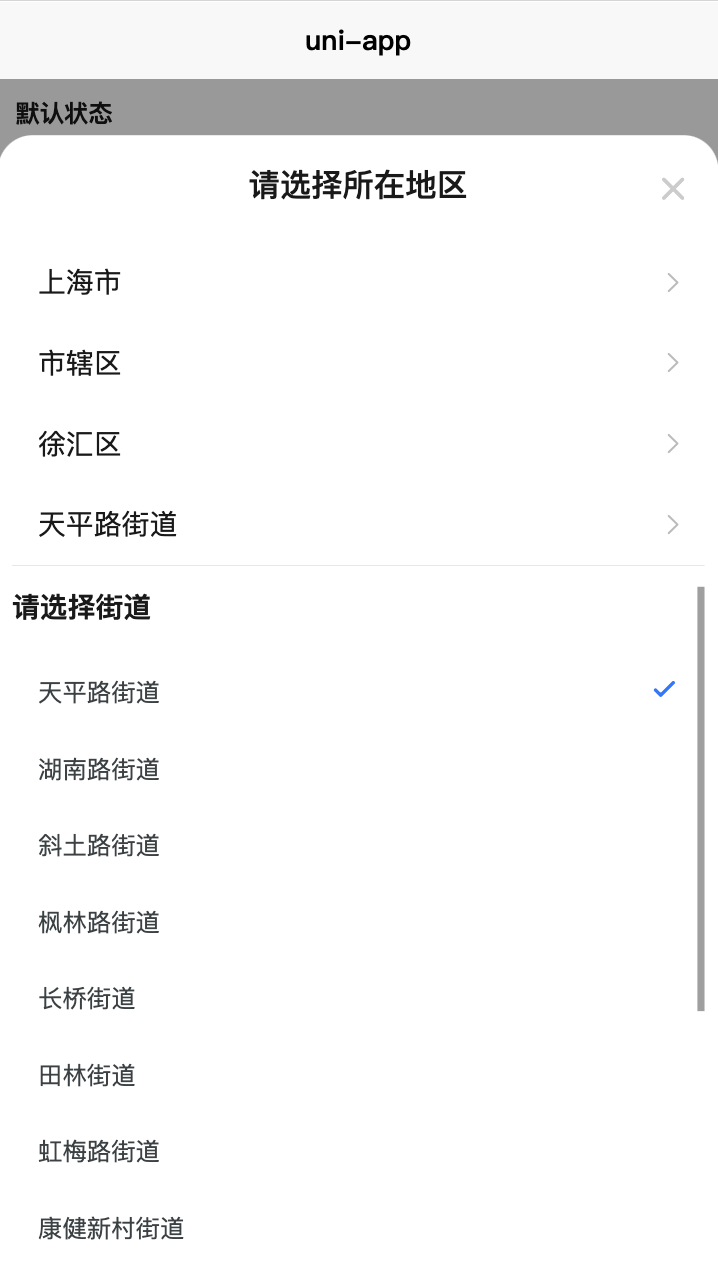 uni-app
默认状态
请选择所在地区
上海市
市辖区
徐汇区
天平路街道
请选择街道
天平路街道
湖南路街道
斜土路街道
枫林路街道
长桥街道
田林街道
虹梅路街道
康健新村街道